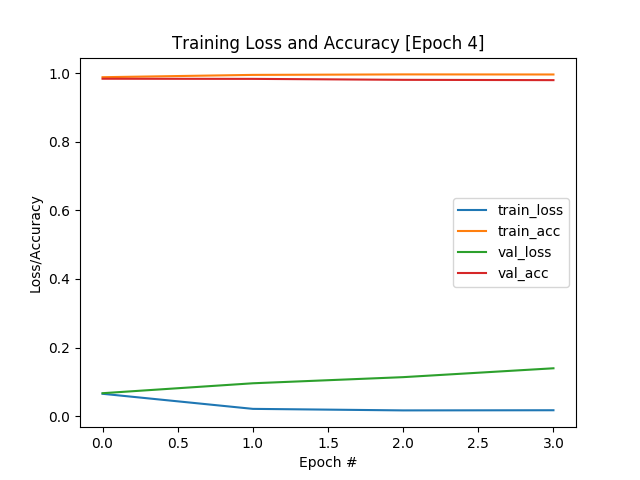 Training Loss and Accuracy [Epoch 4]
1.0
0.8
0.6
0.4
0.2
0.0
Loss/Accuracy
train_loss
train_acc
val_loss
val_acc
0.0 0.5 1.0 1.5 2.0 2.5 3.0
Epoch #